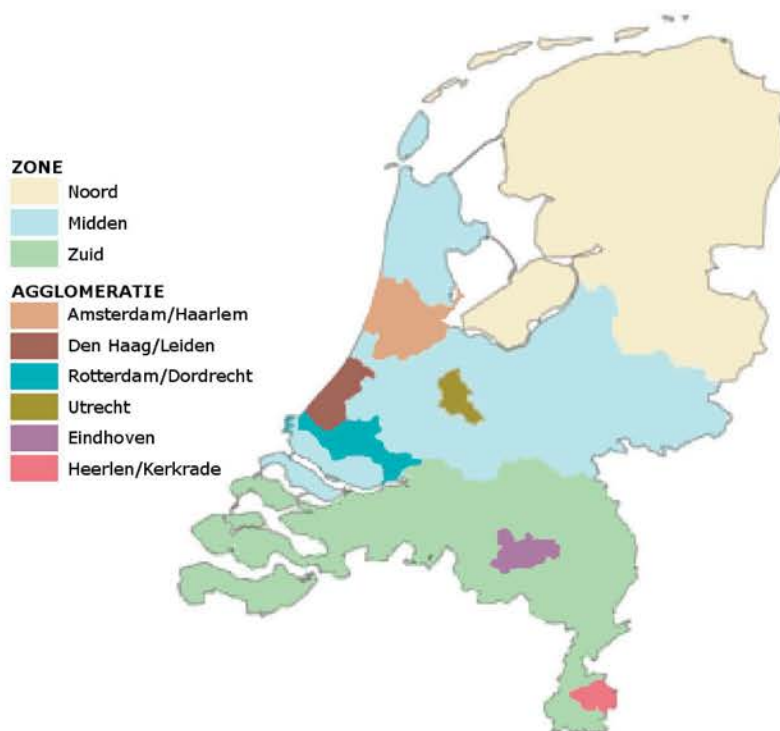 ZONE
Noord
Midden
Zuid
AGGLOMERATIE
Amsterdam/Haarlem
Den Haag/Leiden
Rotterdam/Dordrecht
Utrecht
Eindhoven
Heerlen/Kerkrade